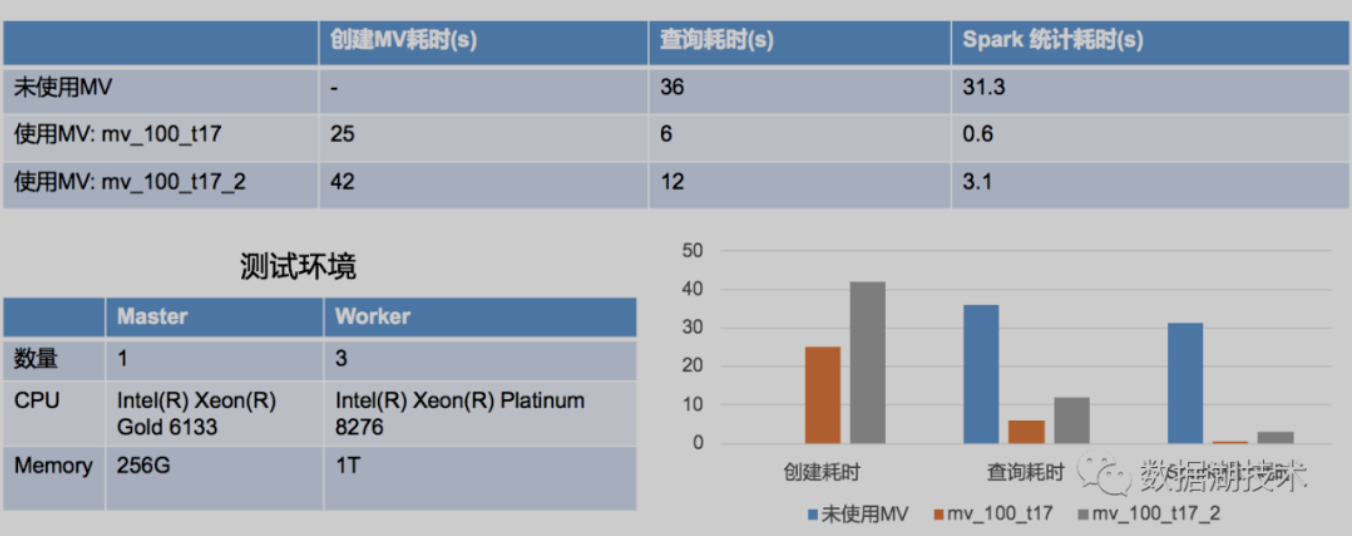 创建MV耗时(s) 查询耗时(s) Spark 统计耗时(s)
未使用MV - 36 31.3
使用MV: mv_100_t17 25 6 0.6
使用MV: mv_100_t17_2 42 12 3.1
测试环境
Master Worker
数量 1 3
CPU Intel(R) Xeon(R) Intel(R) Xeon(R) Platinum
Gold 6133 8276
Memory 256G 1T
50
40
30
20
10
0
创建耗时 查询耗时
数据湖技术
未使用MV mv_100_t17 mv_100_t17_2